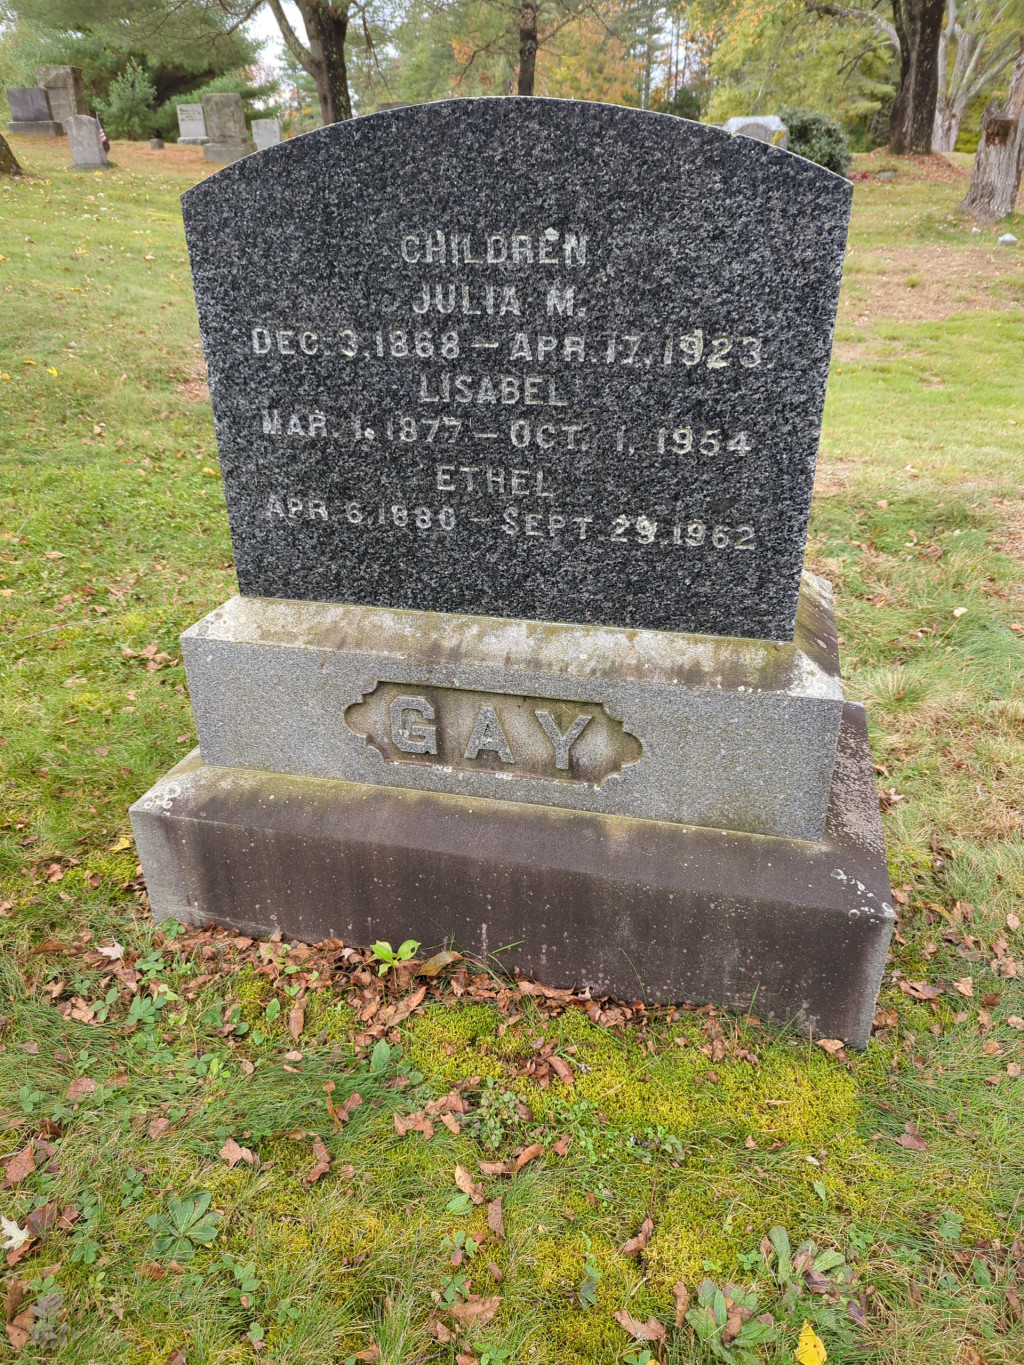 CHILDREN
JULIA M.
DEC. 3, 1868 – APR. 17, 1923
LISABEL
MAR. 1, 1877 – OCT. 1, 1954
ETHEL
APR. 6, 1880 – SEPT. 29, 1962
GAY